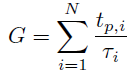 G = \sum_{i=1}^{N} \frac{t_{p,i}}{\tau_i}